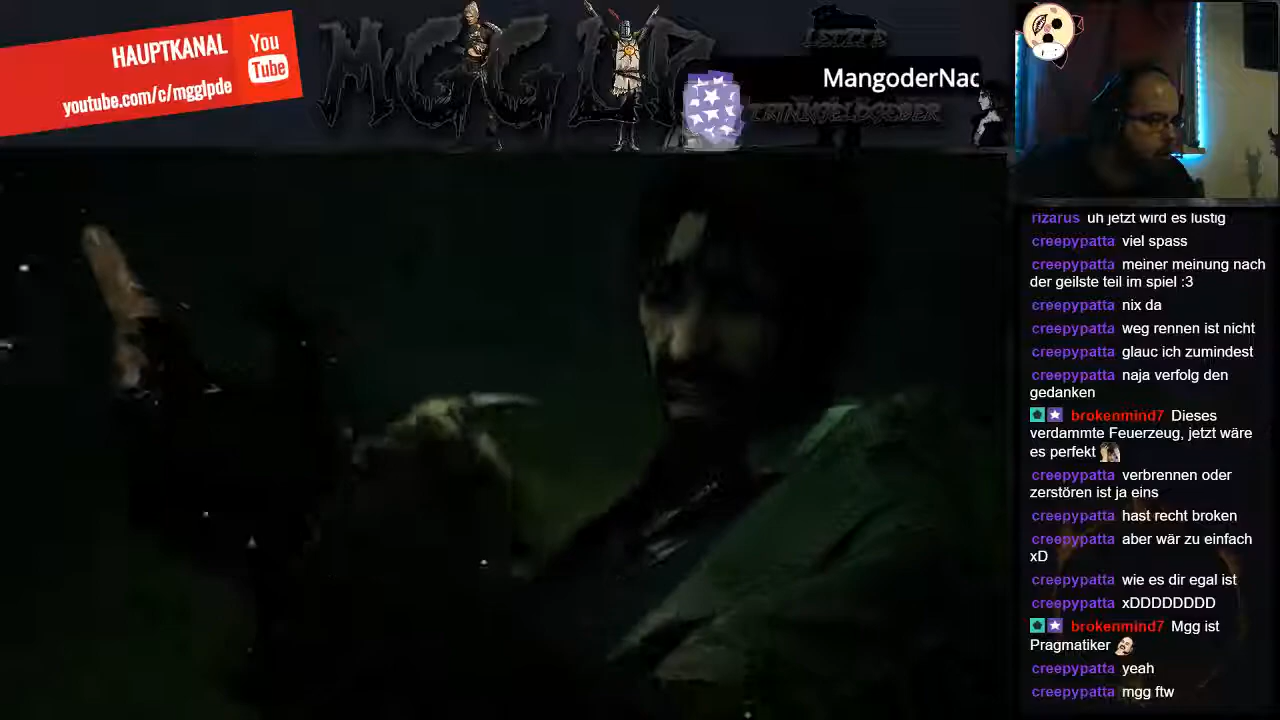 HAUPTKANAL
You
Tube
youtube.com/c/mgglpde
MGGLP
LETZTE
MangoderNac
TRINKGELDGEBER
rizarus uh jetzt wird es lustig
creepypatta viel spass
creepypatta meiner meinung nach
der geilste teil im spiel :3
creepypatta nix da
creepypatta weg rennen ist nicht
creepypatta glauc ich zumindest
creepypatta naja verfolg den
gedanken
brokenmind7 Dieses
verdammte Feuerzeug, jetzt wäre
es perfekt
creepypatta verbrennen oder
zerstören ist ja eins
creepypatta hast recht broken
creepypatta aber wär zu einfach
xD
creepypatta wie es dir egal ist
creepypatta xDDDDDDDD
brokenmind7 Mgg ist
Pragmatiker
creepypatta yeah
creepypatta mgg ftw